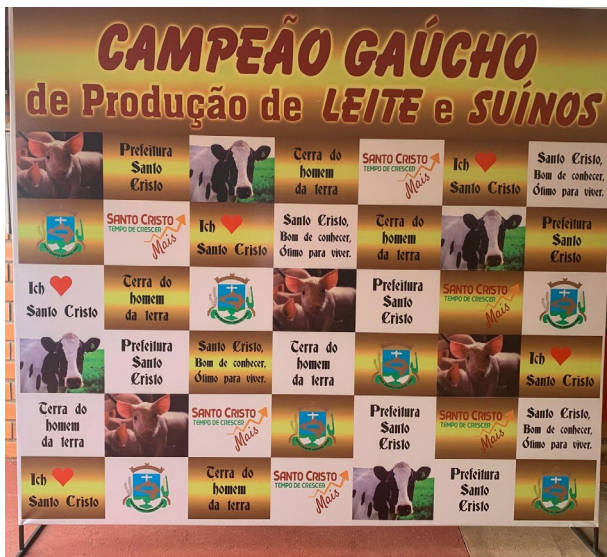 CAMPEÃO GAÚCHO
de Produção de LEITE e SUÍNOS
Prefeitura
Santo
Cristo
Terra do
homem
da terra
SANTO CRISTO
TEMPO DE CRESCER
Mais
Ich ❤
Santo Cristo
Santo Cristo,
Bom de conhecer,
Ótimo para viver.
SANTO CRISTO
TEMPO DE CRESCER
Mais
Ich ❤
Santo Cristo
Santo Cristo,
Bom de conhecer,
Ótimo para viver.
Terra do
homem
da terra
Prefeitura
Santo
Cristo
Ich ❤
Santo Cristo
Terra do
homem
da terra
Prefeitura
Santo
Cristo
SANTO CRISTO
TEMPO DE CRESCER
Mais
Prefeitura
Santo
Cristo
Santo Cristo,
Bom de conhecer,
Ótimo para viver.
Terra do
homem
da terra
Ich ❤
Santo Cristo
Terra do
homem
da terra
SANTO CRISTO
TEMPO DE CRESCER
Mais
Prefeitura
Santo
Cristo
SANTO CRISTO
TEMPO DE CRESCER
Mais
Santo Cristo,
Bom de conhecer,
Ótimo para viver.
Ich ❤
Santo Cristo
Terra do
homem
da terra
SANTO CRISTO
TEMPO DE CRESCER
Mais
Prefeitura
Santo
Cristo